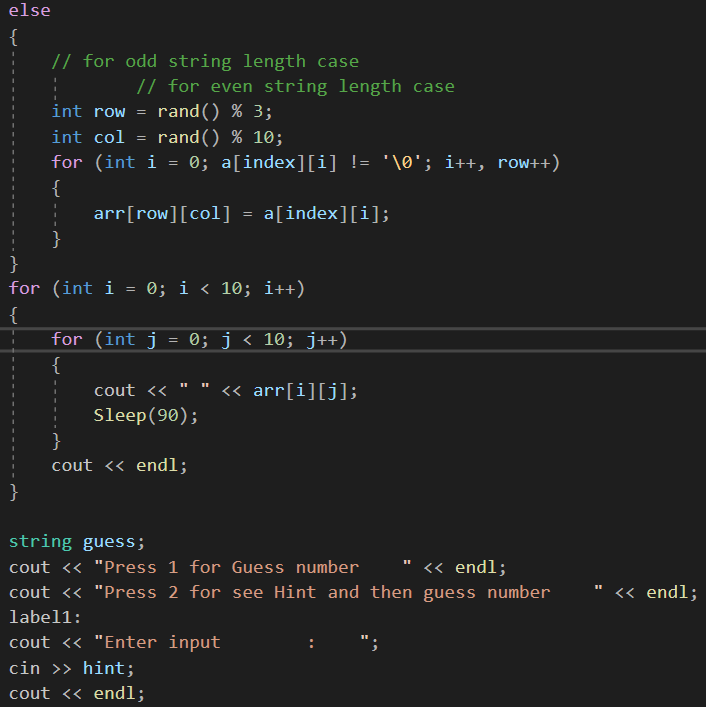 else
{
    // for odd string length case
            // for even string length case
    int row = rand() % 3;
    int col = rand() % 10;
    for (int i = 0; a[index][i] != '\0'; i++, row++)
    {
        arr[row][col] = a[index][i];
    }
}
for (int i = 0; i < 10; i++)
{
    for (int j = 0; j < 10; j++)
    {
        cout << " " << arr[i][j];
        Sleep(90);
    }
    cout << endl;
}

string guess;
cout << "Press 1 for Guess number    " << endl;
cout << "Press 2 for see Hint and then guess number    " << endl;
label1:
cout << "Enter input        :    ";
cin >> hint;
cout << endl;